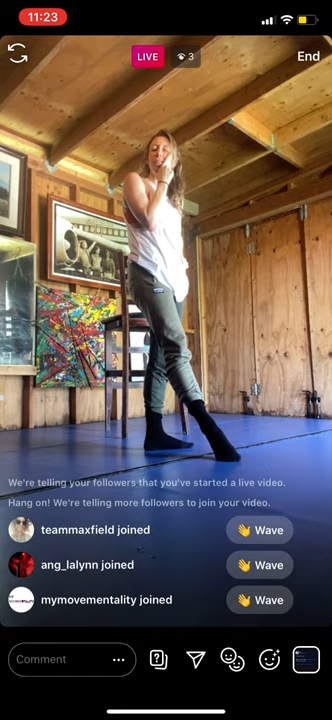 11:23
LIVE
3
End
We're telling your followers that you've started a live video.
Hang on! We're telling more followers to join your video.
teammaxfield joined
👋 Wave
ang_lalynn joined
👋 Wave
mymovementality joined
👋 Wave
Comment